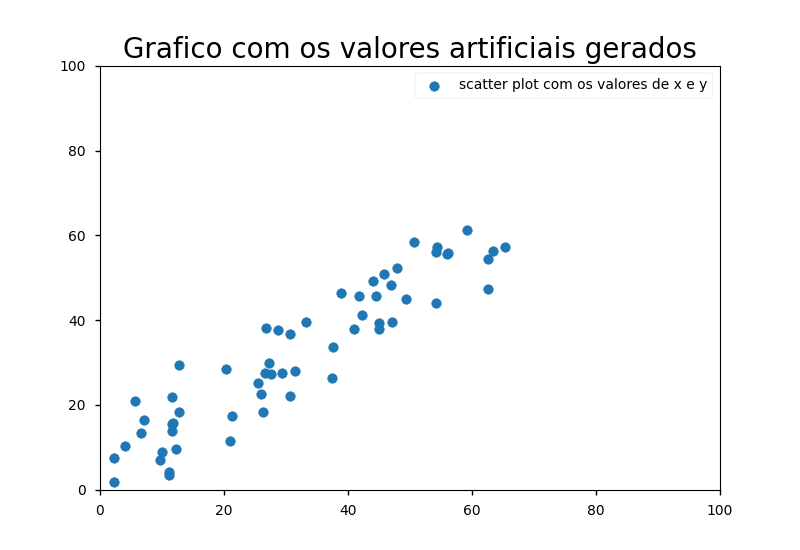 Grafico com os valores artificiais gerados
scatter plot com os valores de x e y
100
80
60
40
20
0
0 20 40 60 80 100